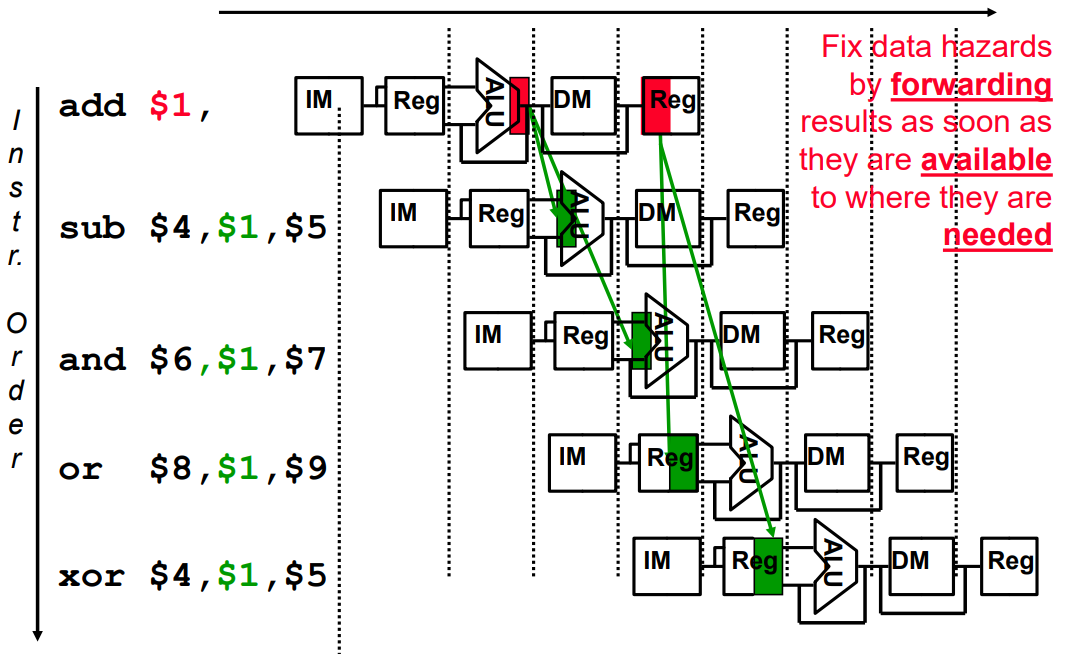 Fix data hazards
by forwarding
results as soon as
they are available
to where they are
needed
Instr. Order
add $1,
IM Reg ALU DM Reg
sub $4,$1,$5
IM Reg ALU DM Reg
and $6,$1,$7
IM Reg ALU DM Reg
or $8,$1,$9
IM Reg ALU DM Reg
xor $4,$1,$5
IM Reg ALU DM Reg